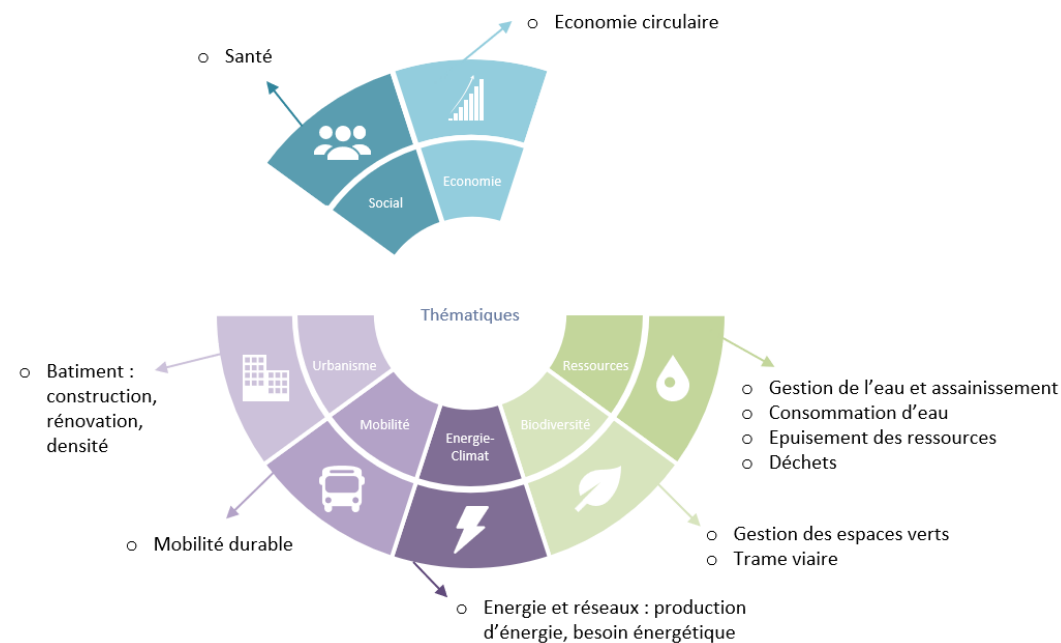 o Economie circulaire
o Santé
Economie
Social
Thématiques
Urbanisme
Ressources
o Batiment :
construction,
rénovation,
densité
Mobilité
Energie-
Climat
Biodiversité
o Gestion de l’eau et assainissement
o Consommation d’eau
o Epuisement des ressources
o Déchets
o Mobilité durable
o Gestion des espaces verts
o Trame viaire
o Energie et réseaux : production
d’énergie, besoin énergétique